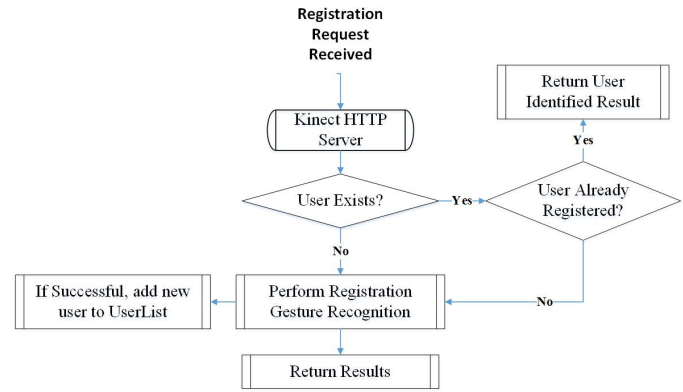 Registration
Request
Received
Return User
Identified Result
Kinect HTTP
Server
Yes
User Exists?
Yes
User Already
Registered?
No
If Successful, add new
user to UserList
Perform Registration
Gesture Recognition
No
Return Results